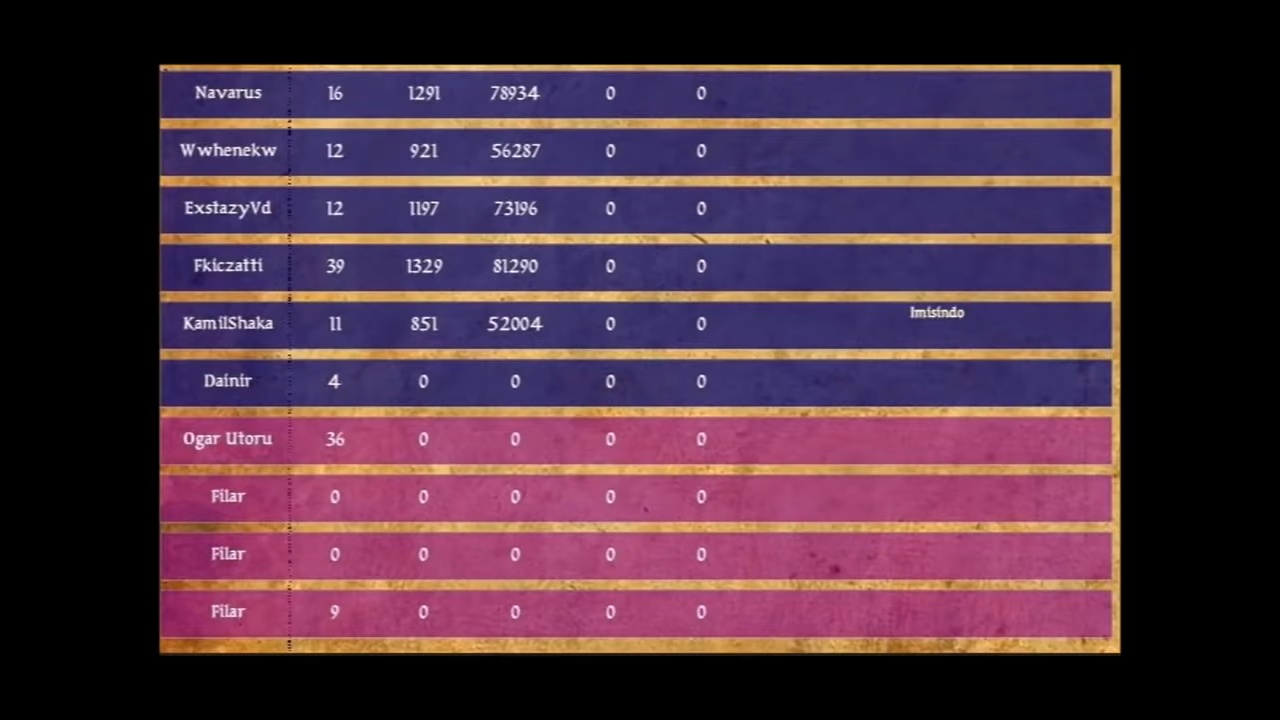 Navarus 16 1291 78934 0 0
Wwhenekw 12 921 56287 0 0
ExstazyVd 12 1197 73196 0 0
Fkiczatti 39 1329 81290 0 0
KamilShaka 11 851 52004 0 0 Imisindo
Dainir 4 0 0 0 0
Ogar Utoru 36 0 0 0 0
Filar 0 0 0 0 0
Filar 0 0 0 0 0
Filar 9 0 0 0 0